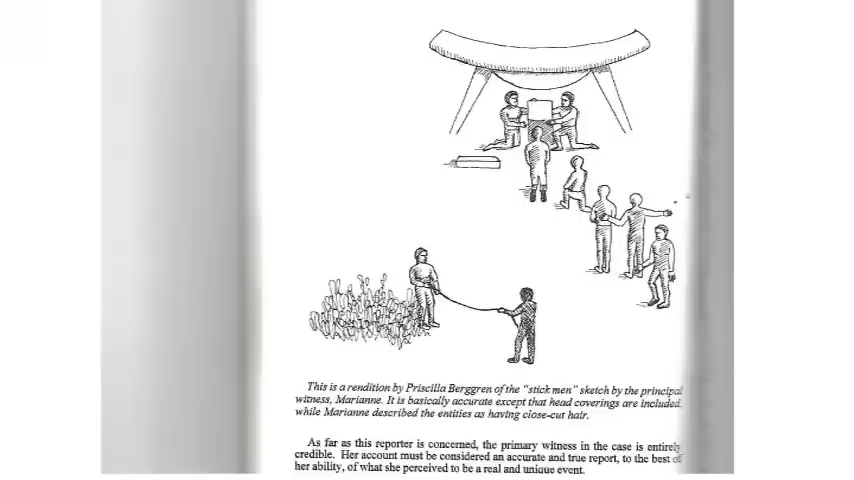 This is a rendition by Priscilla Berggren of the "stick men" sketch by the principal
witness, Marianne. It is basically accurate except that head coverings are included,
while Marianne described the entities as having close-cut hair.
As far as this reporter is concerned, the primary witness in the case is entirely
credible. Her account must be considered an accurate and true report, to the best of
her ability, of what she perceived to be a real and unique event.